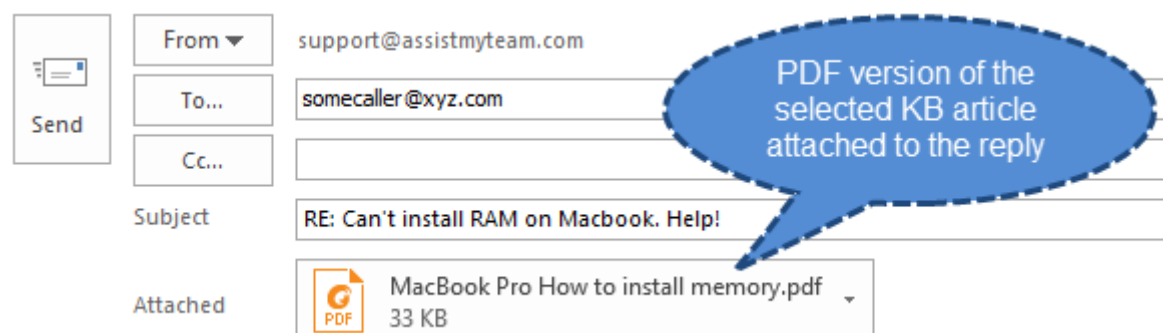 From
support@assistmyteam.com
Send
To...
somecaller@xyz.com
Cc...
Subject
RE: Can't install RAM on Macbook. Help!
Attached
PDF
MacBook Pro How to install memory.pdf
33 KB
PDF version of the
selected KB article
attached to the reply